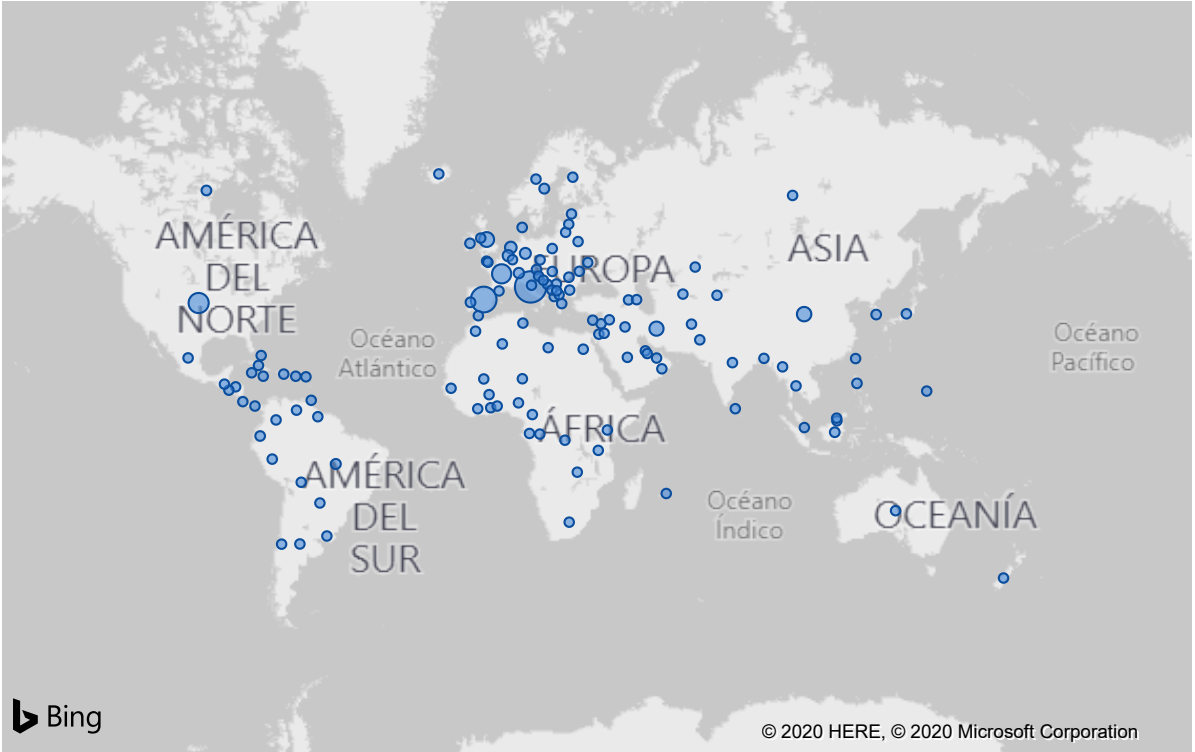 AMÉRICA
DEL
NORTE
EUROPA
ASIA
Océano
Atlántico
Océano
Pacífico
ÁFRICA
AMÉRICA
DEL
SUR
Océano
Índico
OCEANÍA
Bing
© 2020 HERE, © 2020 Microsoft Corporation